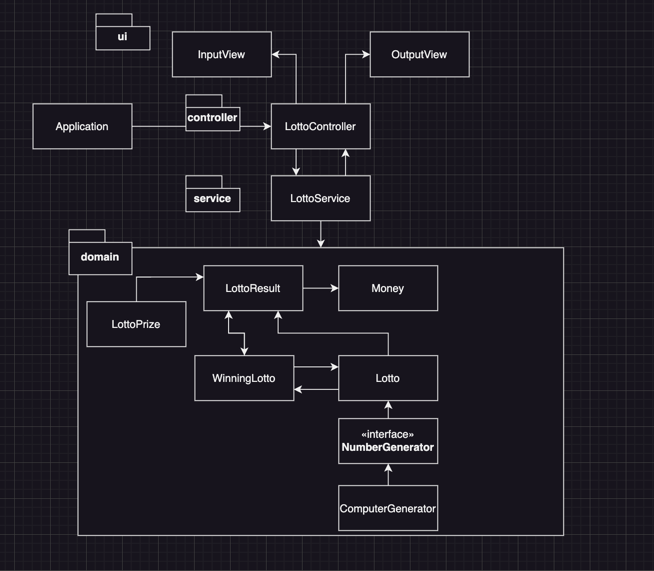 ui
InputView
OutputView
Application
controller
LottoController
service
LottoService
domain
LottoResult
Money
LottoPrize
WinningLotto
Lotto
«interface»
NumberGenerator
ComputerGenerator